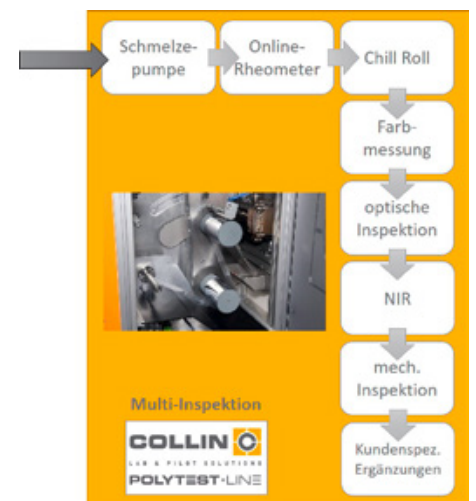 Schmelze-
pumpe
Online-
Rheometer
Chill Roll
Farb-
messung
optische
Inspektion
NIR
mech.
Inspektion
Kundenspez.
Ergänzungen
Multi-Inspektion
COLLIN
LAB & PILOT SOLUTIONS
POLYTEST-LINE